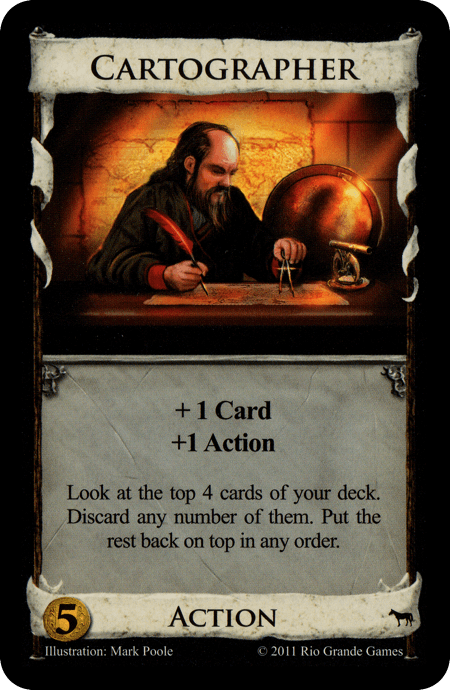 CARTOGRAPHER
+ 1 Card
+1 Action
Look at the top 4 cards of your deck.
Discard any number of them. Put the
rest back on top in any order.
5
ACTION
Illustration: Mark Poole
© 2011 Rio Grande Games